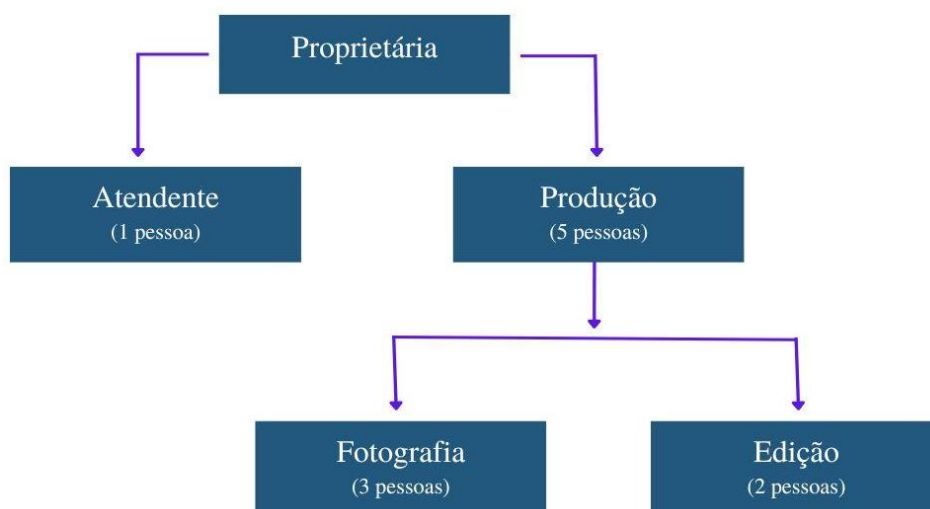 Proprietária
Atendente
(1 pessoa)
Produção
(5 pessoas)
Fotografia
(3 pessoas)
Edição
(2 pessoas)